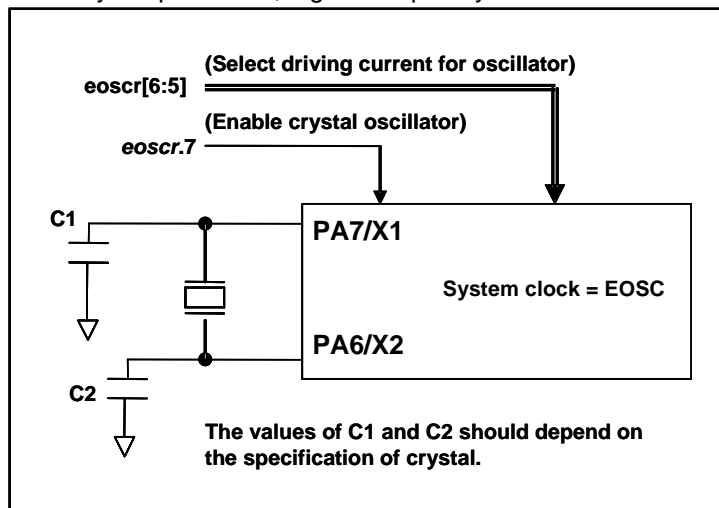 (Select driving current for oscillator)
eoscr[6:5]
(Enable crystal oscillator)
eoscr.7
C1
PA7/X1
System clock = EOSC
PA6/X2
C2
The values of C1 and C2 should depend on
the specification of crystal.